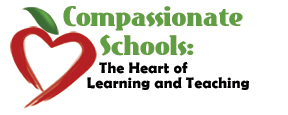 Compassionate
Schools:
The Heart of
Learning and Teaching